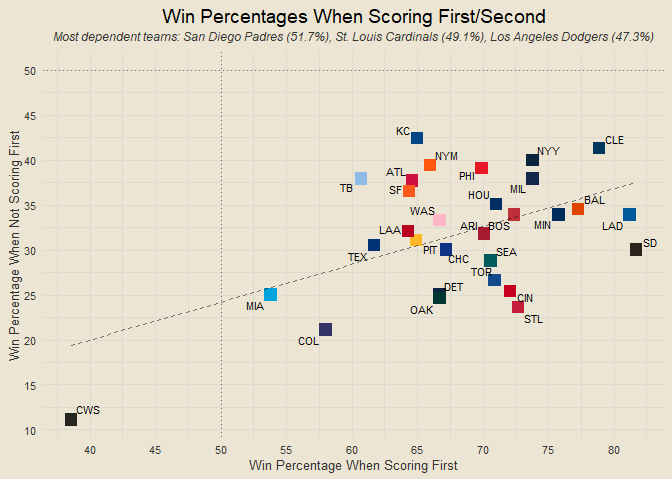 Win Percentages When Scoring First/Second
Most dependent teams: San Diego Padres (51.7%), St. Louis Cardinals (49.1%), Los Angeles Dodgers (47.3%)
Win Percentage When Not Scoring First
50
45
40
35
30
25
20
15
10
KC
CLE
NYM
NYY
PHI
ATL
TB
SF
MIL
HOU
BAL
WAS
LAA
ARI
BOS
MIN
LAD
TEX
PIT
CHC
SEA
SD
TOR
DET
MIA
OAK
CIN
STL
COL
CWS
40 45 50 55 60 65 70 75 80
Win Percentage When Scoring First